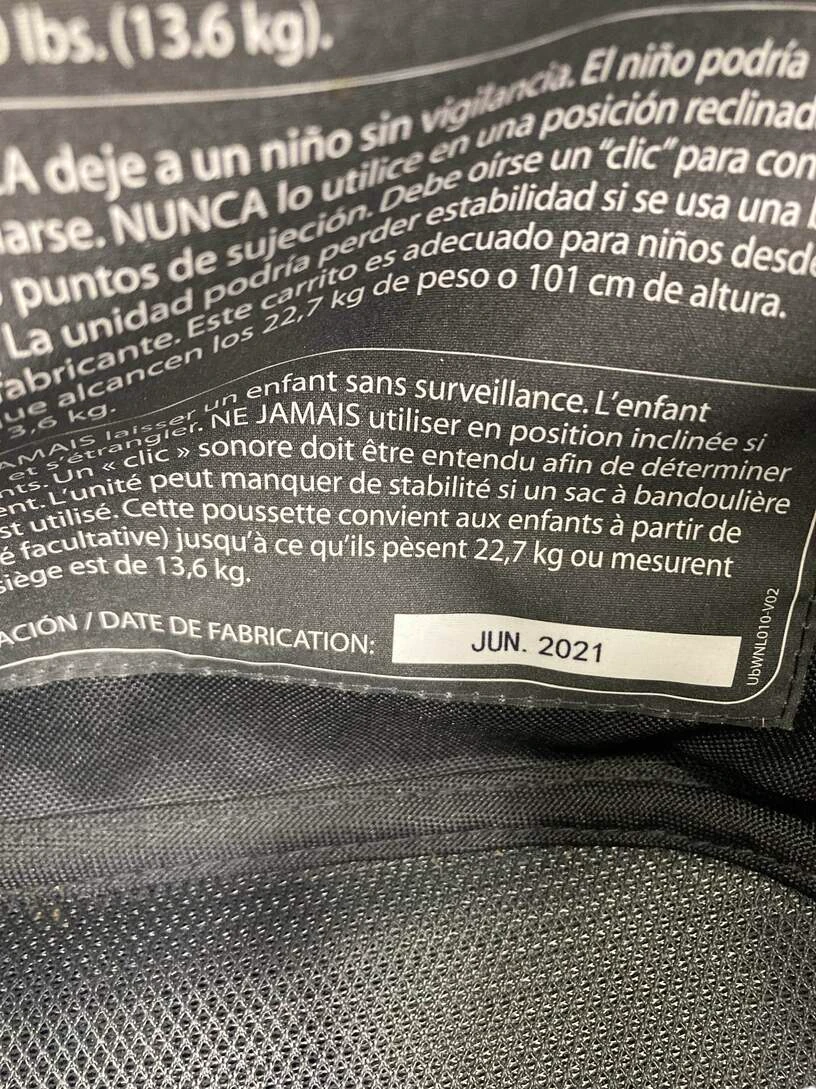 lbs. (13.6 kg).
deje a un niño sin vigilancia. El niño podría
arse. NUNCA lo utilice en una posición reclinad
puntos de sujeción. Debe oírse un "clic" para con
La unidad podría perder estabilidad si se usa una
fabricante. Este carrito es adecuado para niños desde
ue alcancen los 22,7 kg de peso o 101 cm de altura.
3,6 kg.
AMAIS laisser un enfant sans surveillance. L'enfant
et s'étrangler. NE JAMAIS utiliser en position inclinée si
nts. Un « clic » sonore doit être entendu afin de déterminer
ent. L'unité peut manquer de stabilité si un sac à bandoulière
st utilisé. Cette poussette convient aux enfants à partir de
é facultative) jusqu'à ce qu'ils pèsent 22,7 kg ou mesurent
siège est de 13,6 kg.
ACIÓN / DATE DE FABRICATION: JUN. 2021
UbWNL010-V02